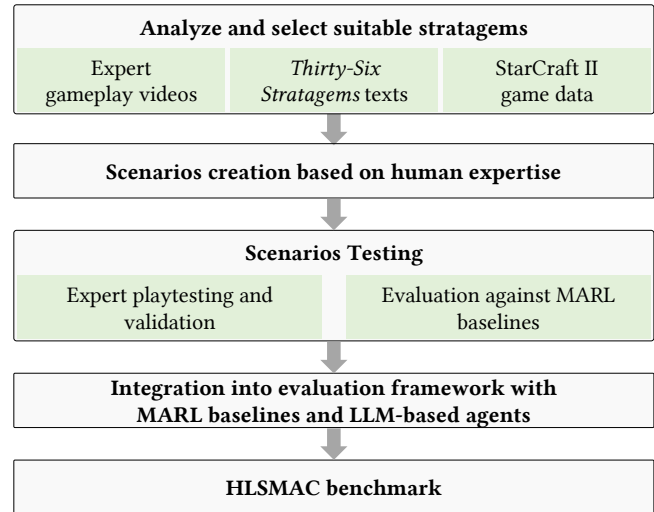 Analyze and select suitable stratagems
Expert
gameplay videos
Thirty-Six
Stratagems texts
StarCraft II
game data
Scenarios creation based on human expertise
Scenarios Testing
Expert playtesting and
validation
Evaluation against MARL
baselines
Integration into evaluation framework with
MARL baselines and LLM-based agents
HLSMAC benchmark